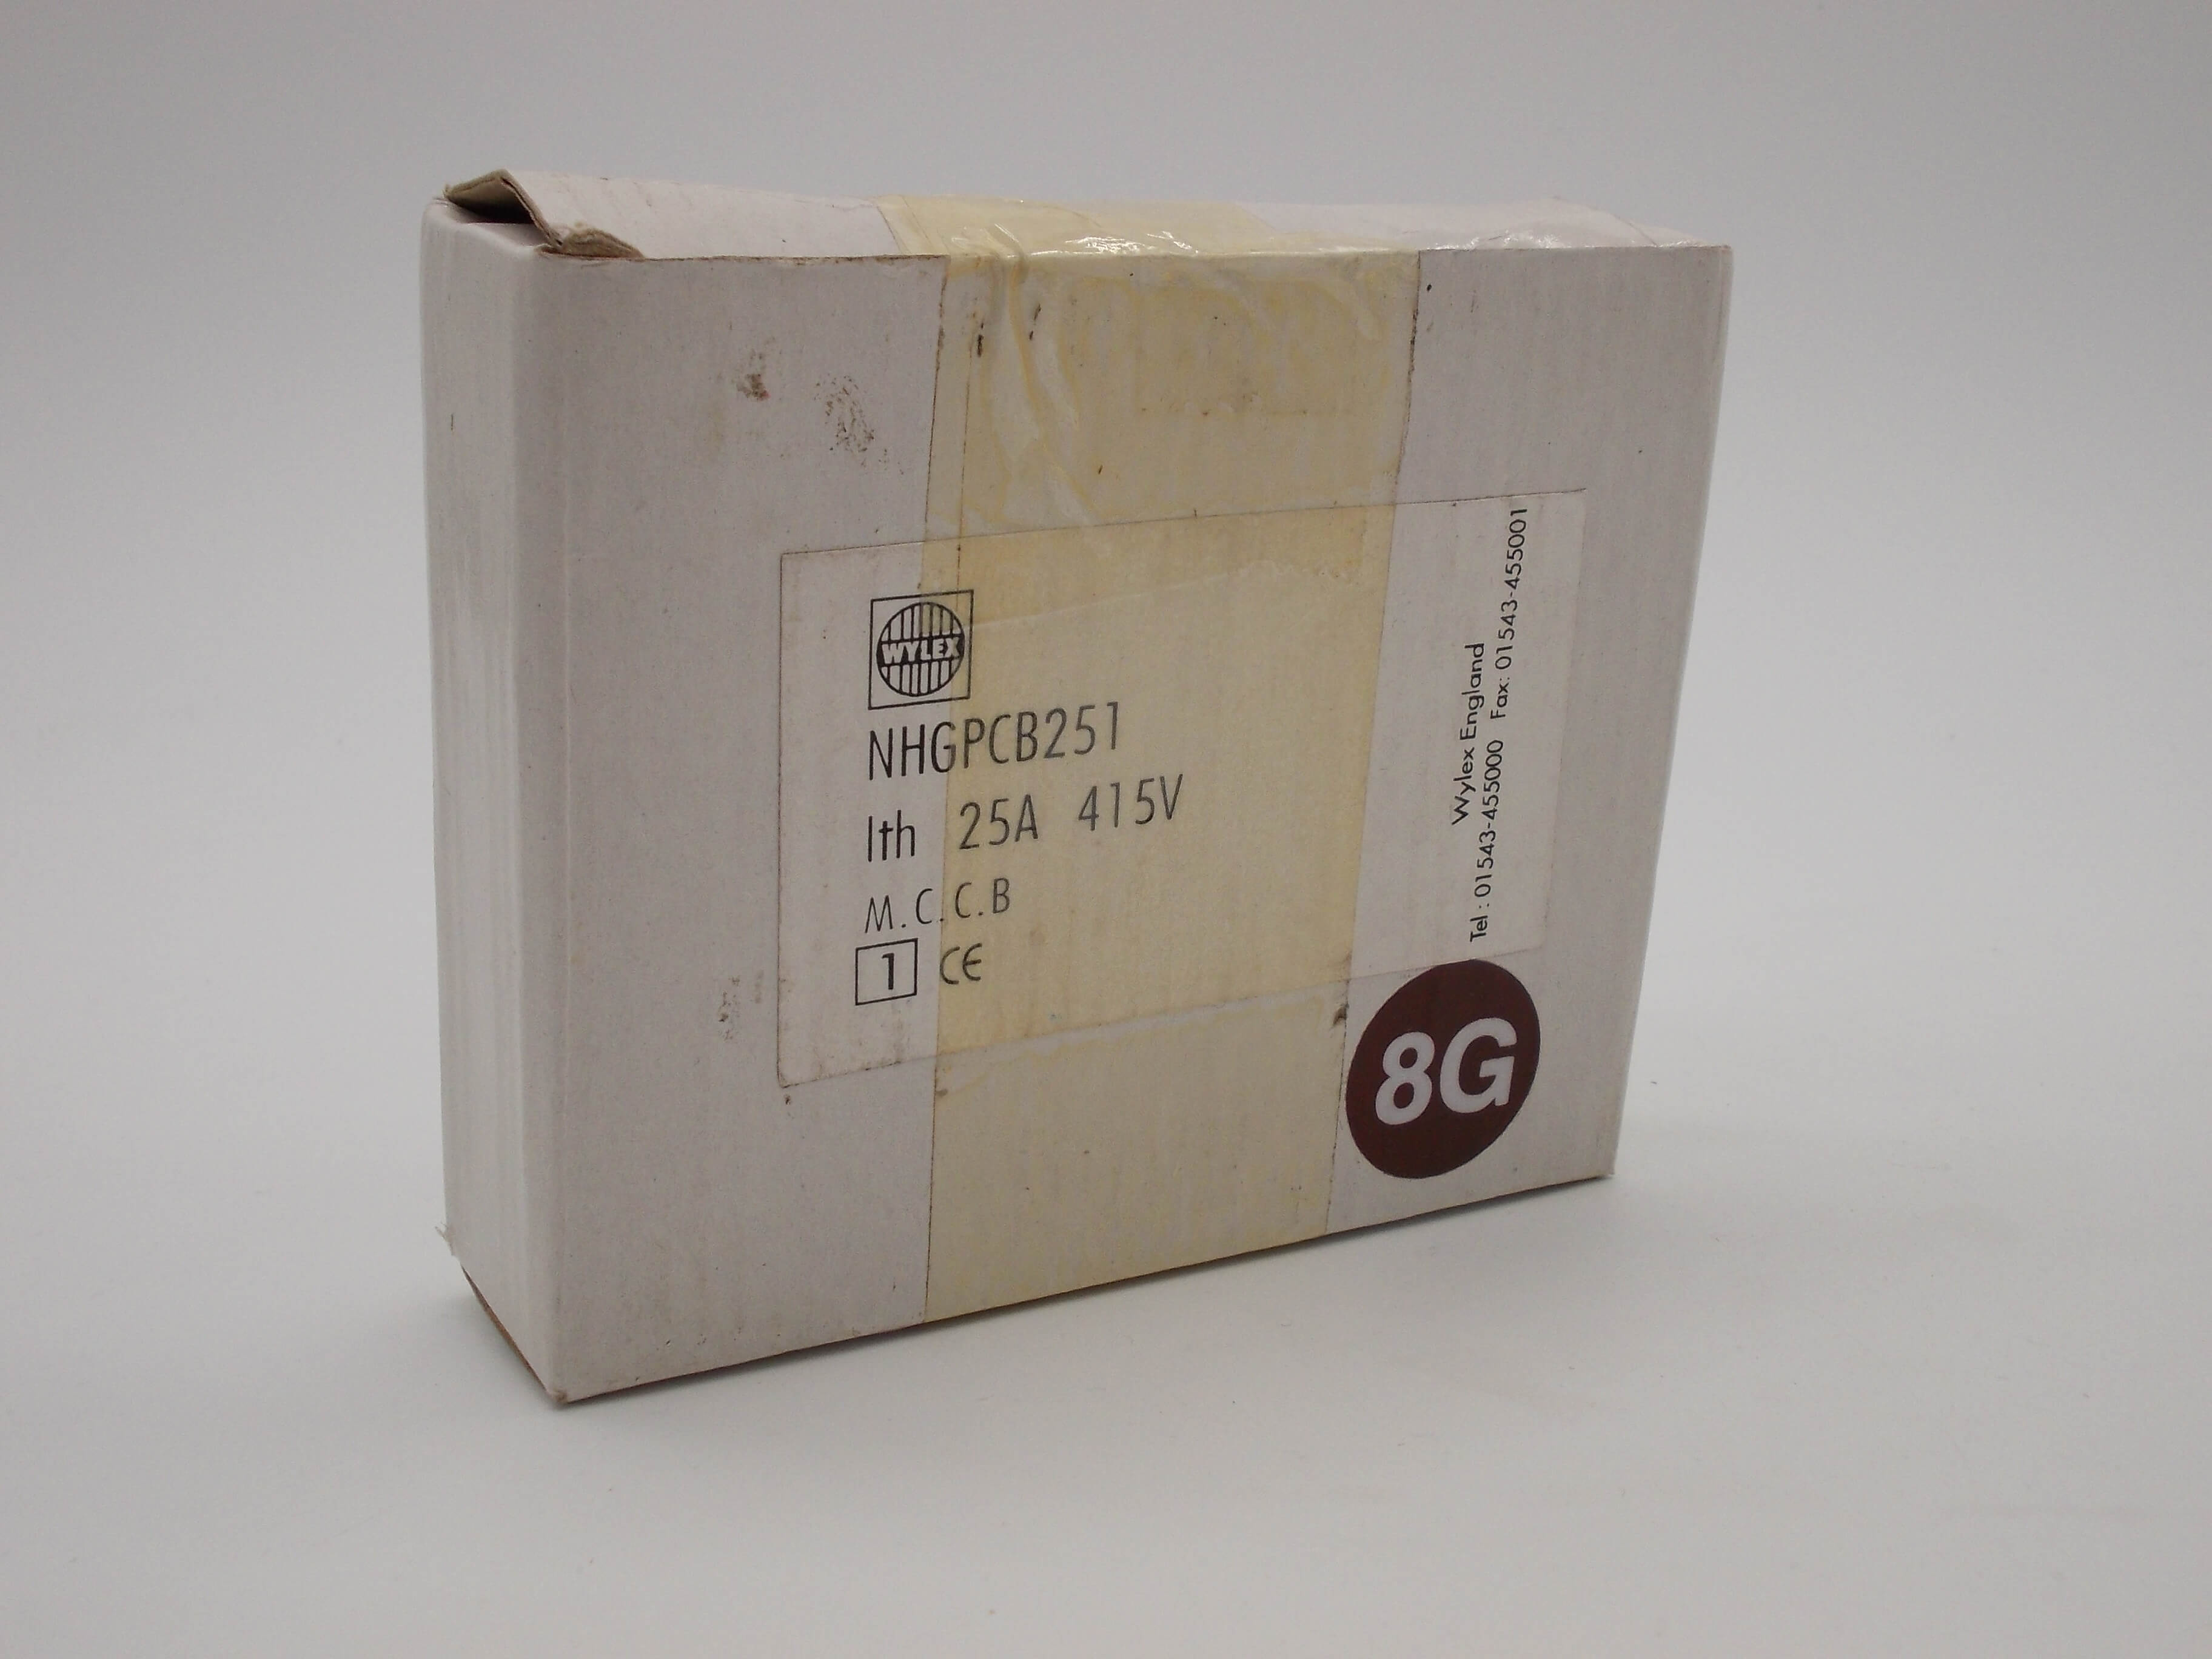 WYLEX
NHGPCB251
Ith 25A 415V
M.C.C.B
1 CE
Wylex England
Tel : 01543-455000 Fax: 01543-455001
8G